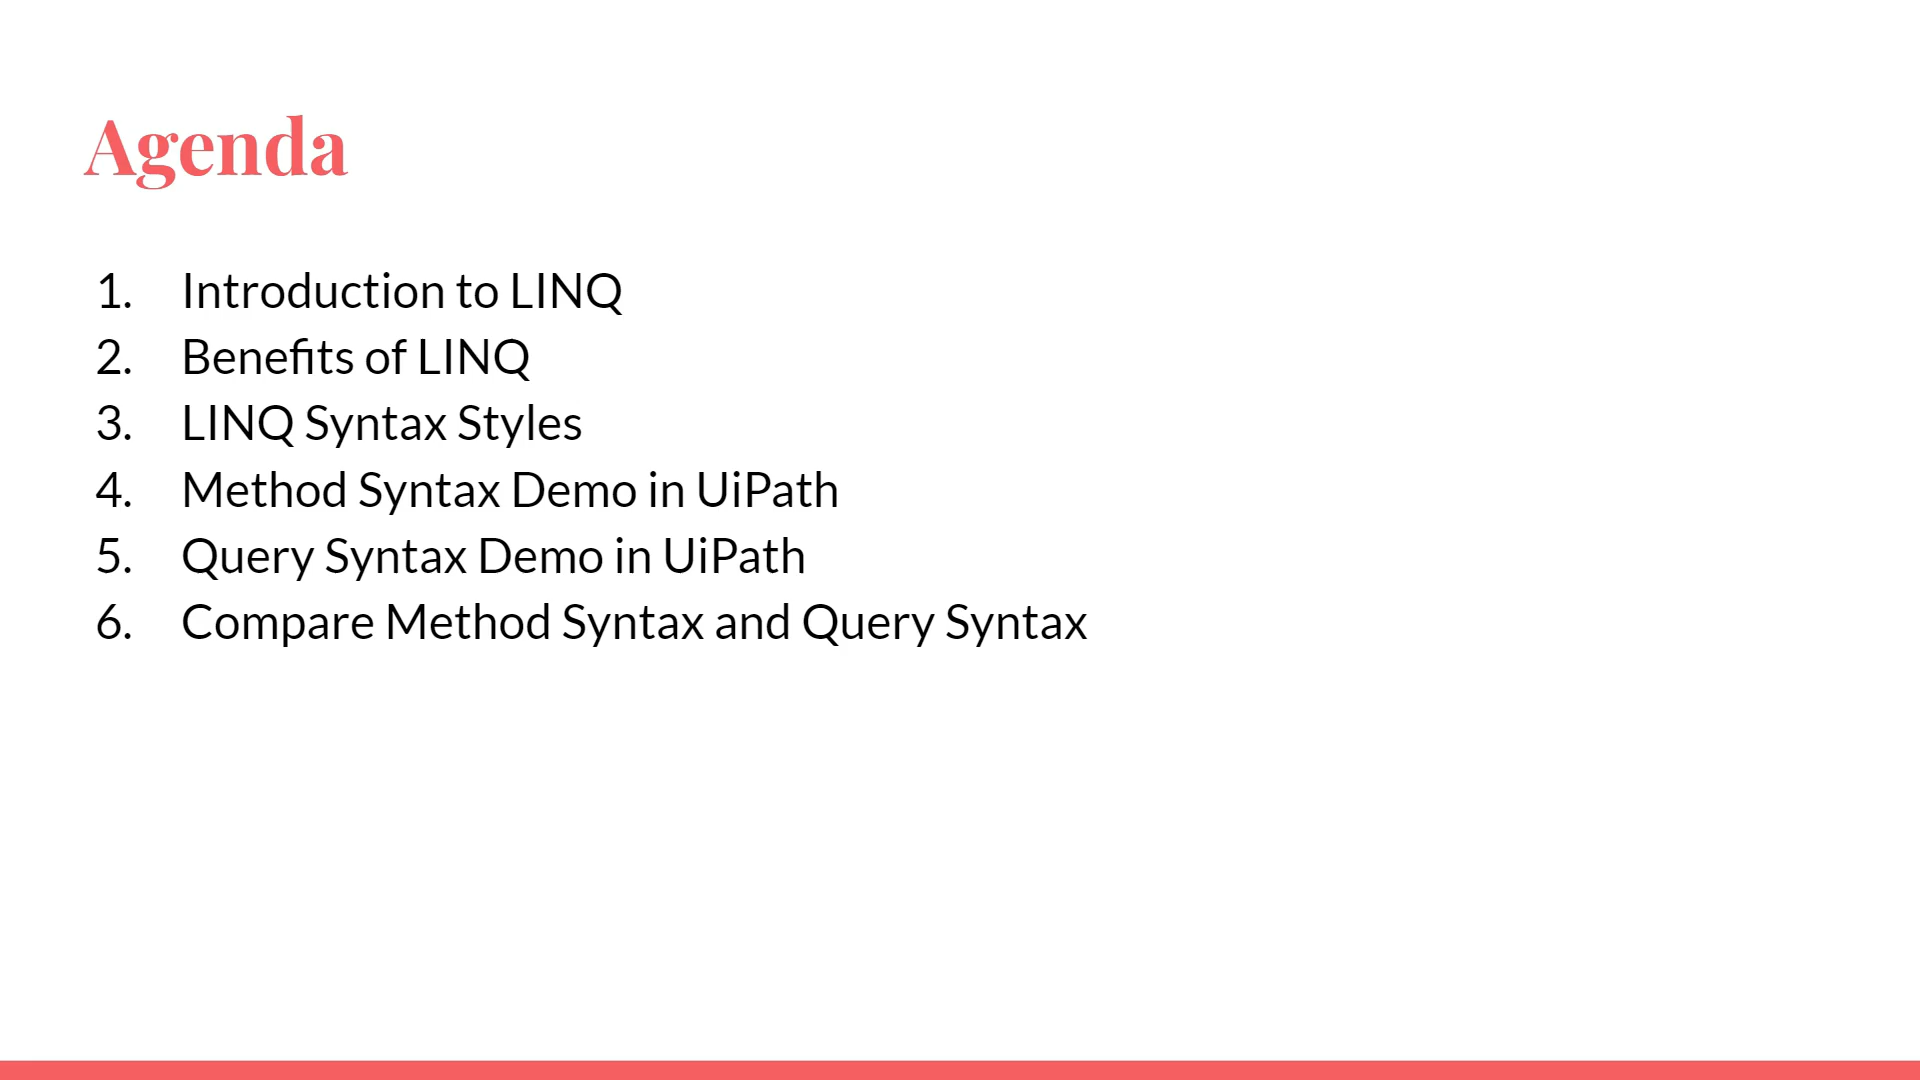 Agenda
1. Introduction to LINQ
2. Benefits of LINQ
3. LINQ Syntax Styles
4. Method Syntax Demo in UiPath
5. Query Syntax Demo in UiPath
6. Compare Method Syntax and Query Syntax